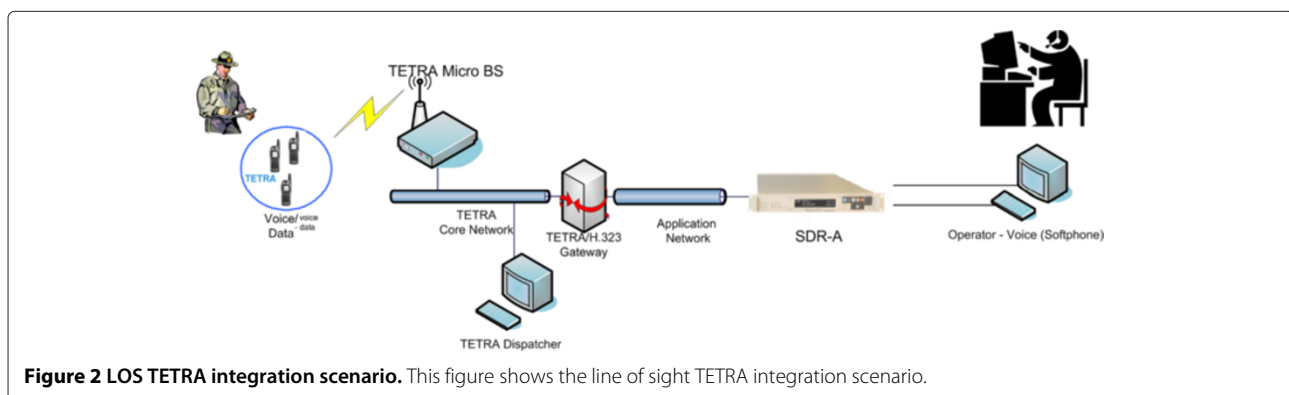 TETRA Micro BS
TETRA
Voice/ voice
Data - data
TETRA
Core Network
TETRA/H.323
Gateway
Application
Network
SDR-A
Operator - Voice (Softphone)
TETRA Dispatcher
Figure 2 LOS TETRA integration scenario. This figure shows the line of sight TETRA integration scenario.